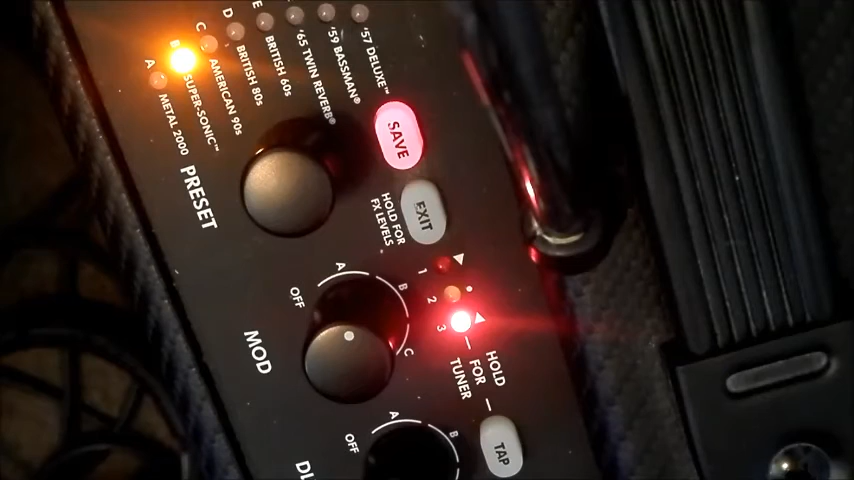 '57 DELUXE™
'59 BASSMAN®
'65 TWIN REVERB®
E BRITISH 60s
D BRITISH 80s
C AMERICAN 90s
B SUPER-SONIC™
A METAL 2000
PRESET
SAVE
EXIT
HOLD FOR
FX LEVELS
1
2
3
A
B
C
OFF
MOD
HOLD
FOR
TUNER
TAP
A
B
OFF